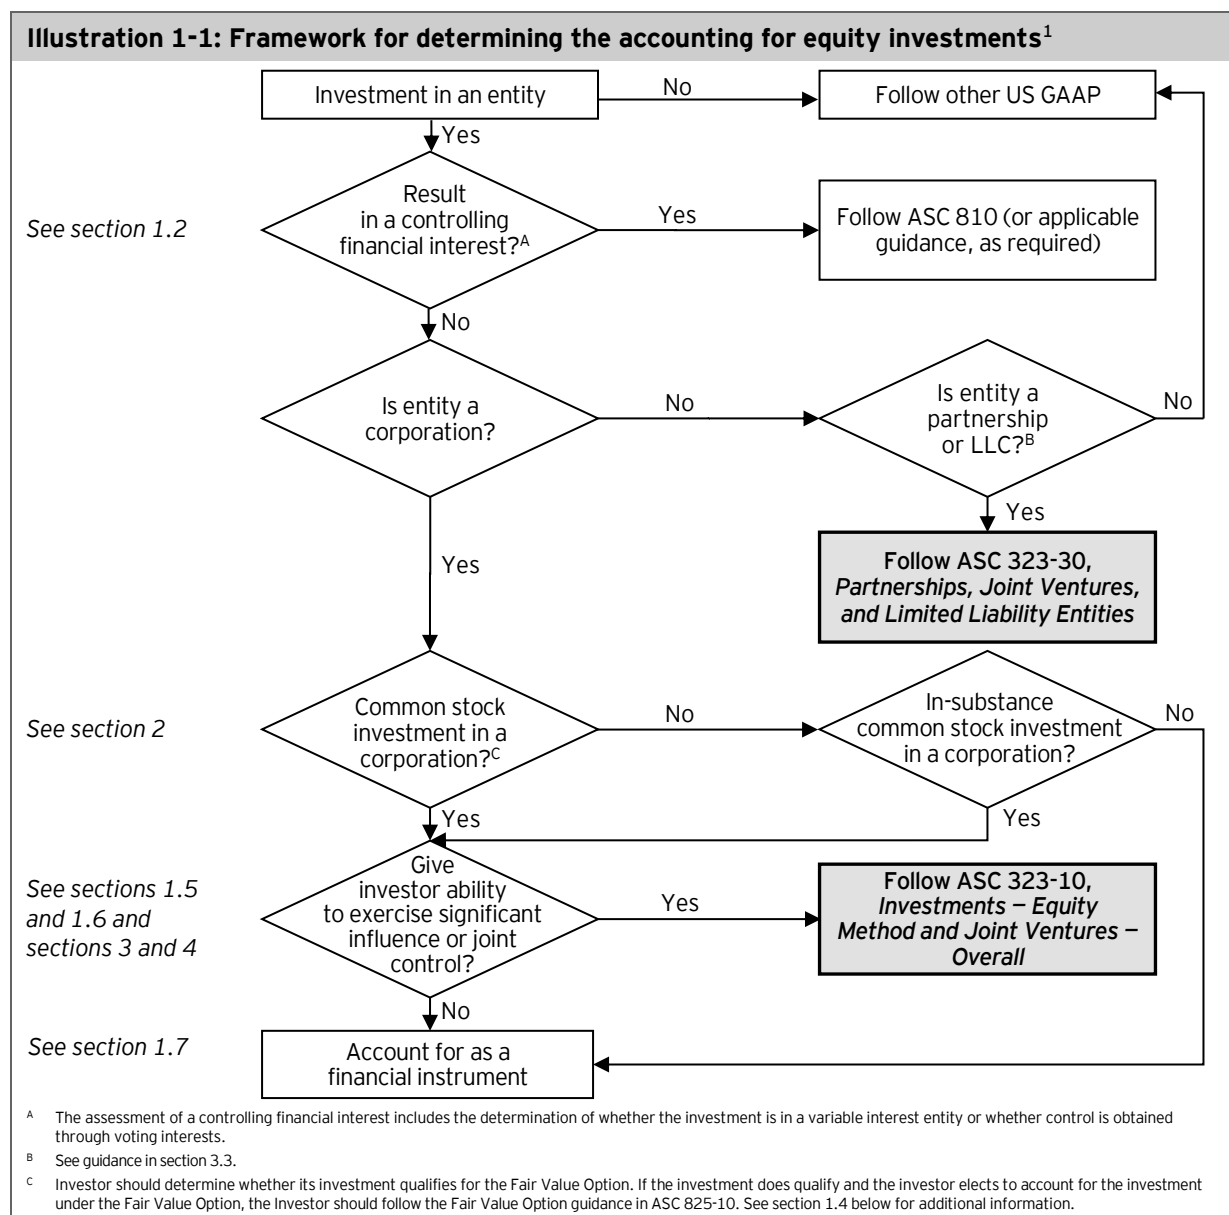 Illustration 1-1: Framework for determining the accounting for equity investments1
Investment in an entity
No
Follow other US GAAP
Yes
See section 1.2
Result
in a controlling
financial interest?A
Yes
Follow ASC 810 (or applicable
guidance, as required)
No
Is entity a
corporation?
No
Is entity a
partnership
or LLC?B
No
Yes
Yes
Follow ASC 323-30,
Partnerships, Joint Ventures,
and Limited Liability Entities
See section 2
Common stock
investment in a
corporation?C
No
In-substance
common stock investment
in a corporation?
No
Yes
Yes
See sections 1.5
and 1.6 and
sections 3 and 4
Give
investor ability
to exercise significant
influence or joint
control?
Yes
Follow ASC 323-10,
Investments – Equity
Method and Joint Ventures –
Overall
No
See section 1.7
Account for as a
financial instrument
A The assessment of a controlling financial interest includes the determination of whether the investment is in a variable interest entity or whether control is obtained
through voting interests.
B See guidance in section 3.3.
C Investor should determine whether its investment qualifies for the Fair Value Option. If the investment does qualify and the investor elects to account for the investment
under the Fair Value Option, the Investor should follow the Fair Value Option guidance in ASC 825-10. See section 1.4 below for additional information.